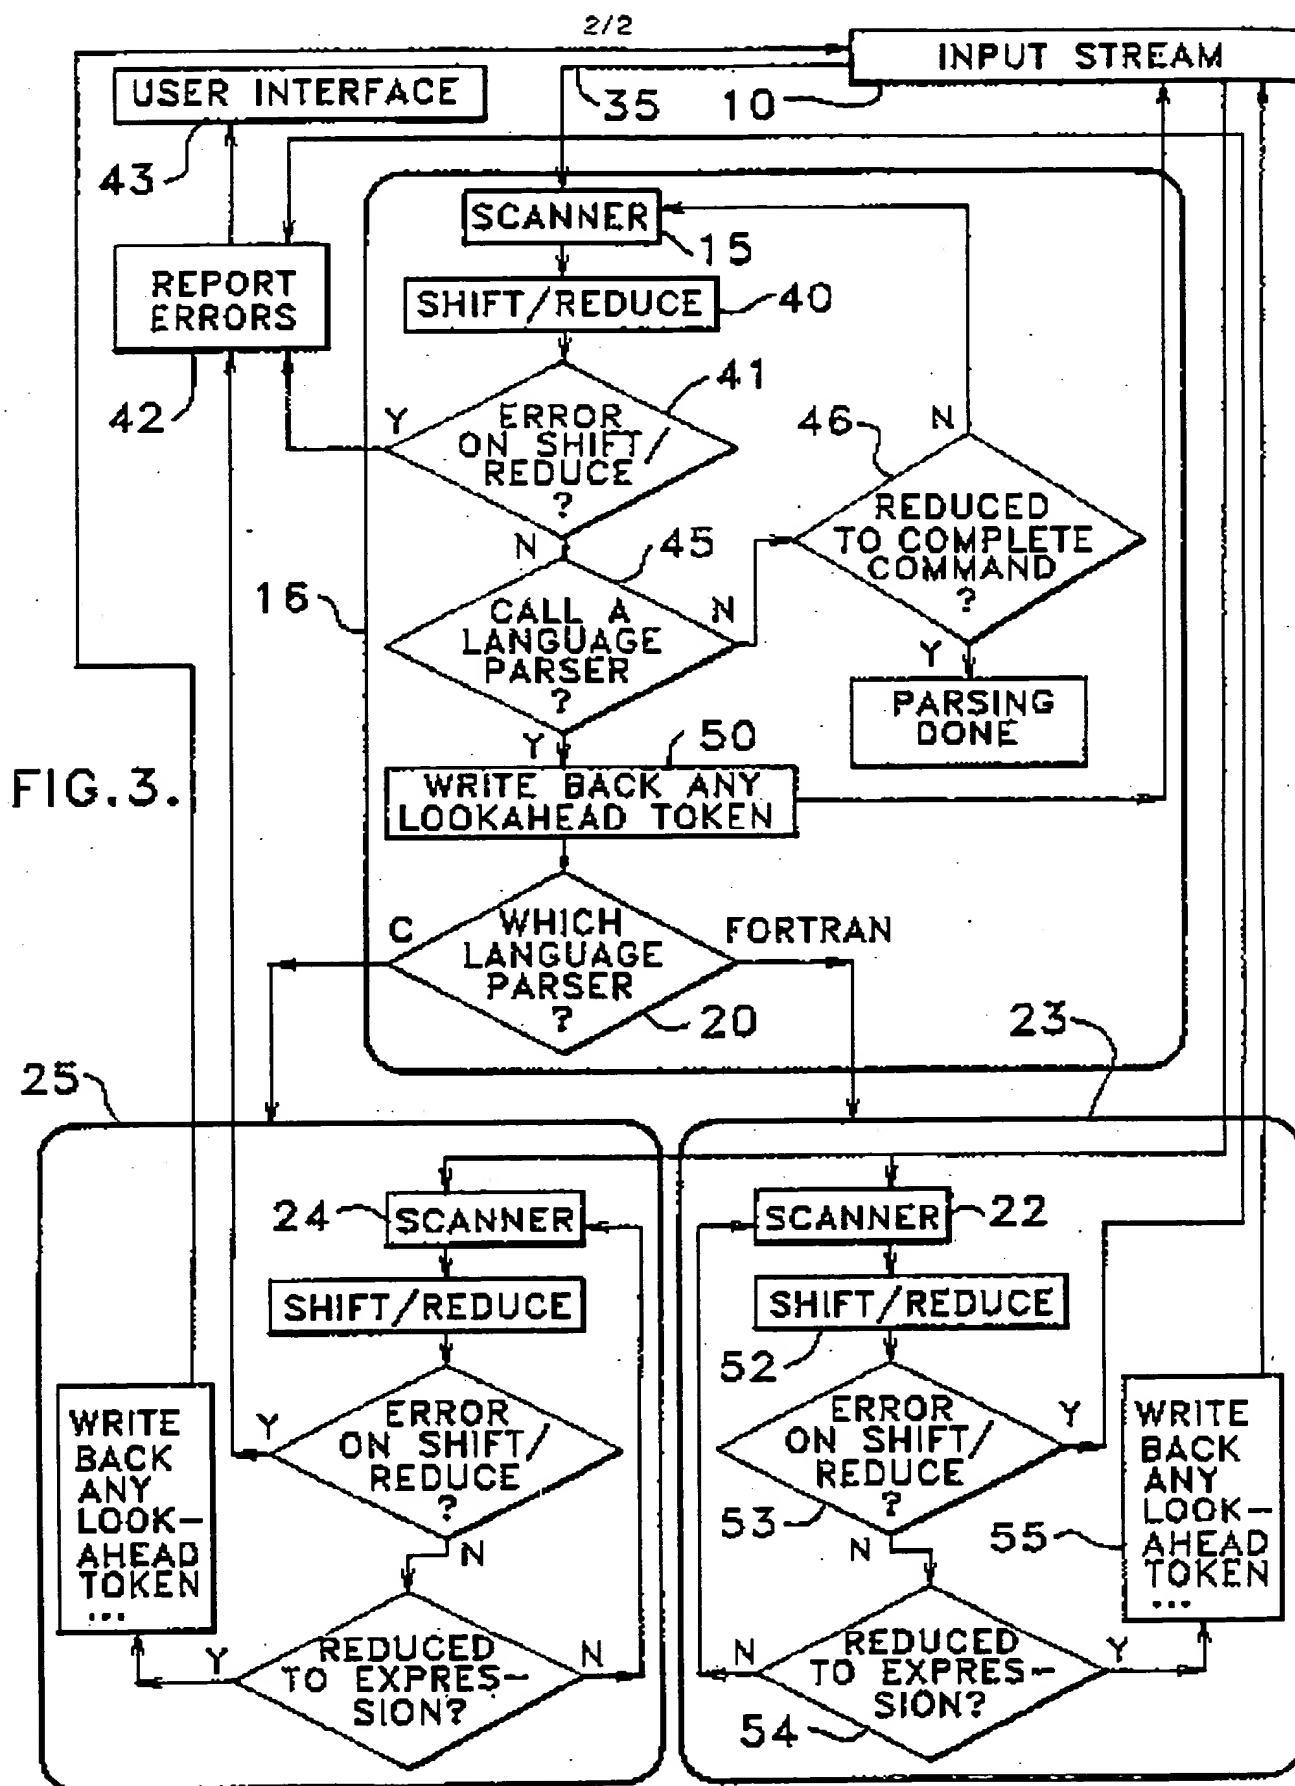 2/2
INPUT STREAM
USER INTERFACE
35
10
43
SCANNER
15
REPORT
ERRORS
SHIFT/REDUCE
40
42
41
Y
ERROR
ON SHIFT/
REDUCE
?
46
N
REDUCED
TO COMPLETE
COMMAND
?
N
45
16
CALL A
LANGUAGE
PARSER
?
N
Y
PARSING
DONE
Y
50
FIG.3.
WRITE BACK ANY
LOOKAHEAD TOKEN
C
WHICH
LANGUAGE
PARSER
?
FORTRAN
20
23
25
24
SCANNER
SHIFT/REDUCE
WRITE
BACK
ANY
LOOK-
AHEAD
TOKEN
...
Y
ERROR
ON SHIFT/
REDUCE
?
N
Y
REDUCED
TO EXPRES-
SION?
N
SCANNER
22
SHIFT/REDUCE
52
ERROR
ON SHIFT/
REDUCE
?
Y
53
N
WRITE
BACK
ANY
LOOK-
AHEAD
TOKEN
...
55
N
REDUCED
TO EXPRES-
SION?
Y
54